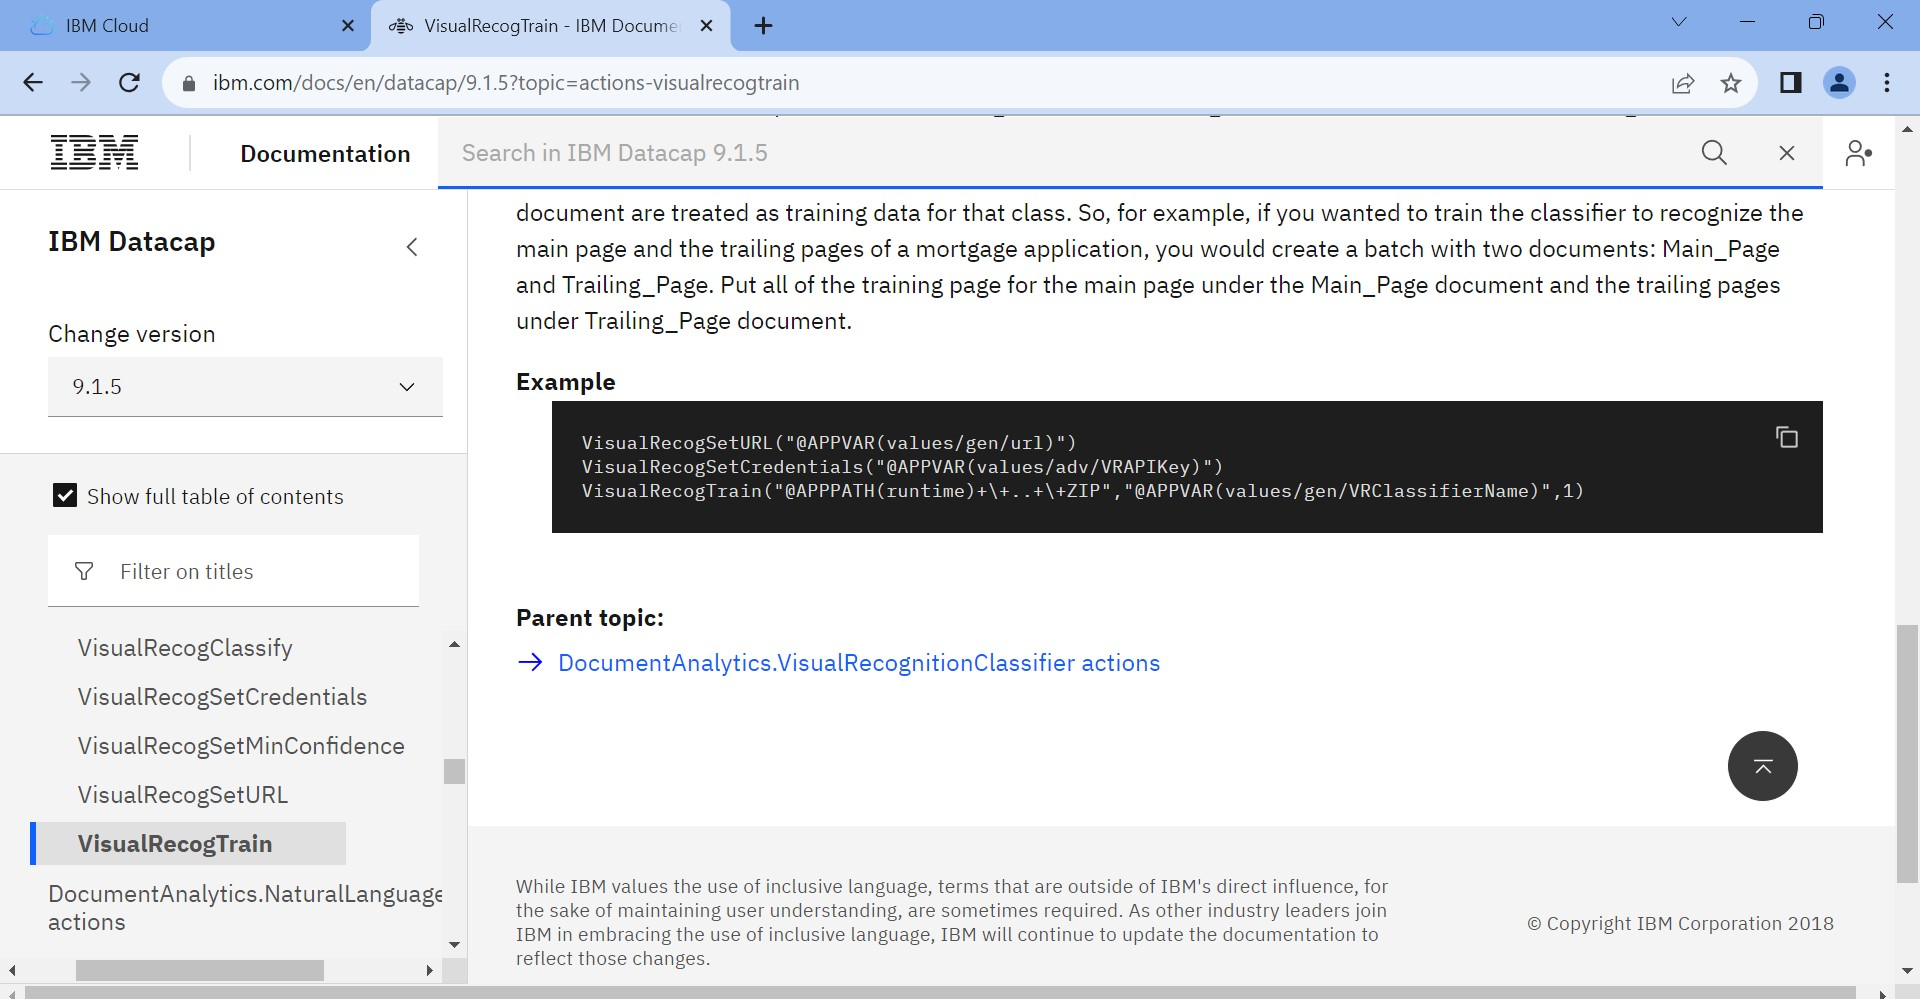 IBM Cloud
VisualRecogTrain - IBM Docume
ibm.com/docs/en/datacap/9.1.5?topic=actions-visualrecogtrain
IBM
Documentation
Search in IBM Datacap 9.1.5
IBM Datacap
Change version
9.1.5
Show full table of contents
Filter on titles
VisualRecogClassify
VisualRecogSetCredentials
VisualRecogSetMinConfidence
VisualRecogSetURL
VisualRecogTrain
DocumentAnalytics.NaturalLanguage
actions
document are treated as training data for that class. So, for example, if you wanted to train the classifier to recognize the
main page and the trailing pages of a mortgage application, you would create a batch with two documents: Main_Page
and Trailing_Page. Put all of the training page for the main page under the Main_Page document and the trailing pages
under Trailing_Page document.
Example
VisualRecogSetURL("@APPVAR(values/gen/url)")
VisualRecogSetCredentials("@APPVAR(values/adv/VRAPIKey)")
VisualRecogTrain("@APPPATH(runtime)+\+..+\+ZIP","@APPVAR(values/gen/VRClassifierName)",1)
Parent topic:
→ DocumentAnalytics.VisualRecognitionClassifier actions
While IBM values the use of inclusive language, terms that are outside of IBM's direct influence, for
the sake of maintaining user understanding, are sometimes required. As other industry leaders join
IBM in embracing the use of inclusive language, IBM will continue to update the documentation to
reflect those changes.
© Copyright IBM Corporation 2018